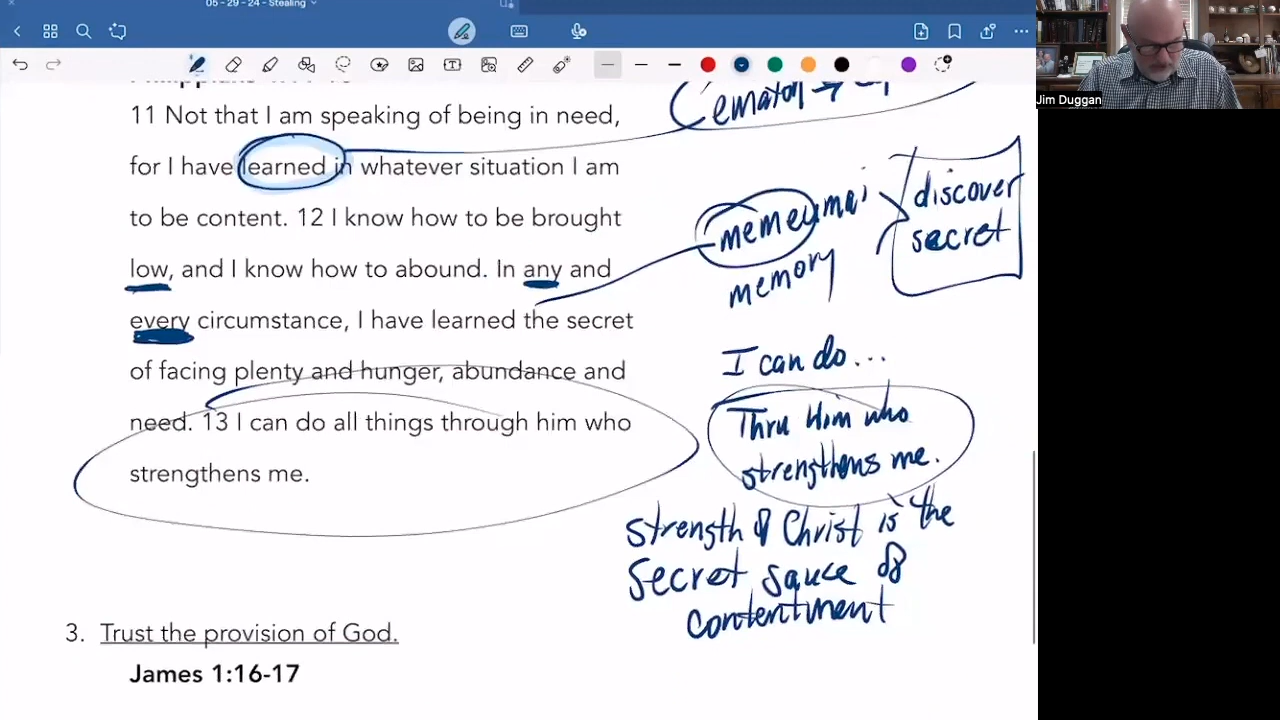 05 - 29 - 24 - Stealing
Jim Duggan
11 Not that I am speaking of being in need,
for I have learned in whatever situation I am
to be content. 12 I know how to be brought
low, and I know how to abound. In any and
every circumstance, I have learned the secret
of facing plenty and hunger, abundance and
need. 13 I can do all things through him who
strengthens me.
memeumai
memory
discover
secret
I can do...
Thru Him who
strengthens me.
strength of Christ is the
secret sauce of
contentment
3. Trust the provision of God.
James 1:16-17